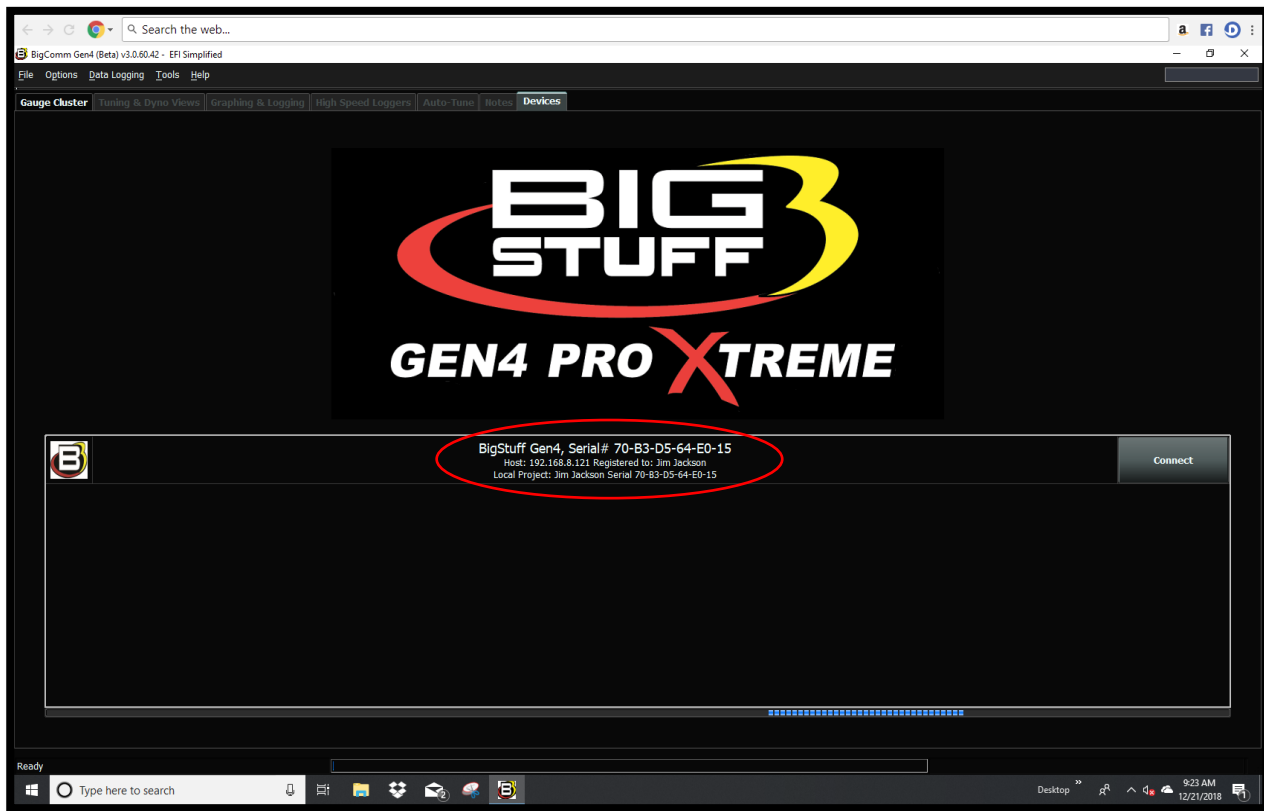 Search the web...
BigComm Gen4 (Beta) v3.0.60.42 - EFI Simplified
File Options Data Logging Tools Help
Gauge Cluster Tuning & Dyno Views Graphing & Logging High Speed Loggers Auto-Tune Notes Devices
BIG 3
STUFF
GEN4 PRO XTREME
BigStuff Gen4, Serial# 70-B3-D5-64-E0-15
Host: 192.168.8.121 Registered to: Jim Jackson
Local Project: Jim Jackson Serial 70-B3-D5-64-E0-15
Connect
Ready
Type here to search
2
Desktop
9:23 AM
12/21/2018
1